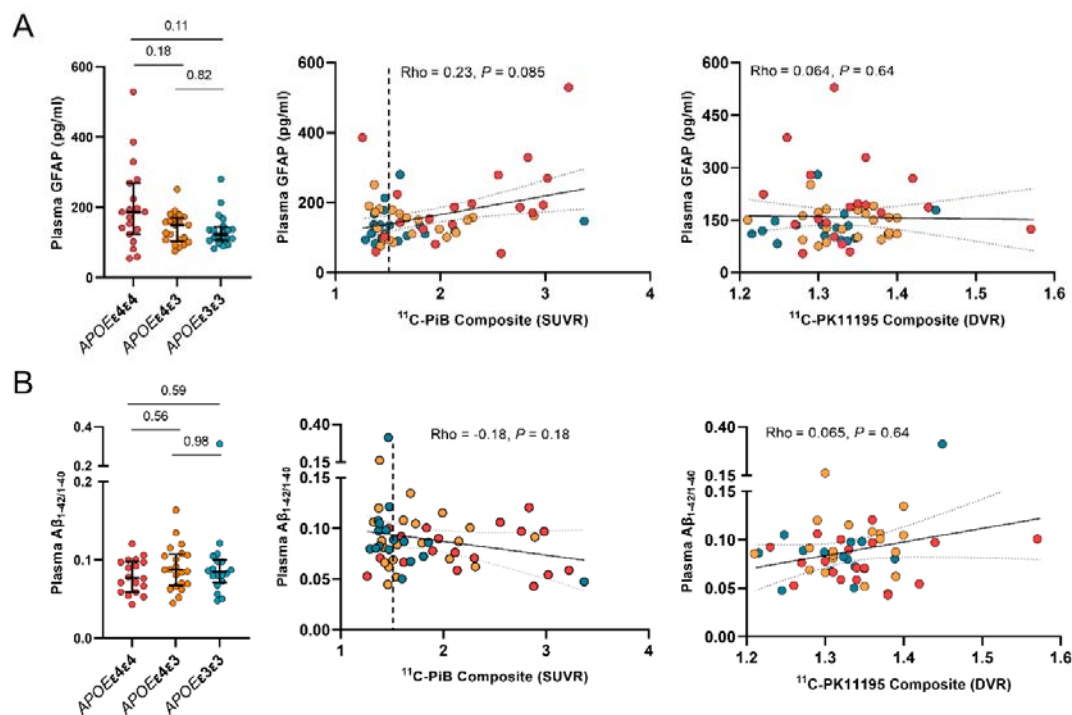 A
0.11
0.18
0.82
600
400
200
0
Plasma GFAP (pg/ml)
APOEε4ε4
APOEε4ε3
APOEε3ε3
Rho = 0.23, P = 0.085
600
400
200
0
Plasma GFAP (pg/ml)
1 2 3 4
¹¹C-PiB Composite (SUVR)
Rho = 0.064, P = 0.64
600
450
300
150
0
Plasma GFAP (pg/ml)
1.2 1.3 1.4 1.5 1.6
¹¹C-PK11195 Composite (DVR)
B
0.59
0.56
0.98
0.4
0.2
0.2
0.1
0.0
Plasma Aβ₁₋₄₂/₁₋₄₀
APOEε4ε4
APOEε4ε3
APOEε3ε3
Rho = -0.18, P = 0.18
0.40
0.15
0.15
0.10
0.05
0.00
Plasma Aβ₁₋₄₂/₁₋₄₀
1 2 3 4
¹¹C-PiB Composite (SUVR)
Rho = 0.065, P = 0.64
0.40
0.15
0.15
0.10
0.05
0.00
Plasma Aβ₁₋₄₂/₁₋₄₀
1.2 1.3 1.4 1.5 1.6
¹¹C-PK11195 Composite (DVR)